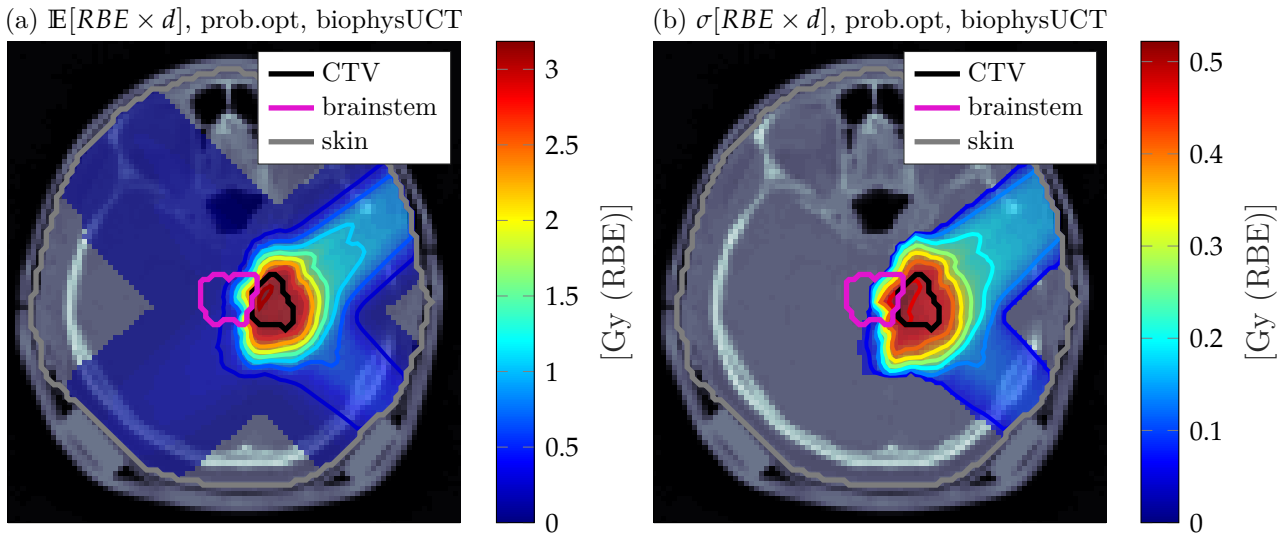 (a) 𝔼[RBE × d], prob.opt, biophysUCT
CTV
brainstem
skin
3
2.5
2
1.5
1
0.5
0
[Gy (RBE)]
(b) σ[RBE × d], prob.opt, biophysUCT
CTV
brainstem
skin
0.5
0.4
0.3
0.2
0.1
0
[Gy (RBE)]